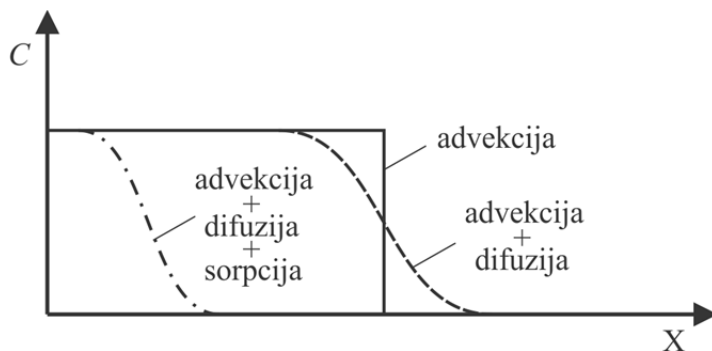 C
advekcija
advekcija
+
difuzija
+
sorpcija
advekcija
+
difuzija
X